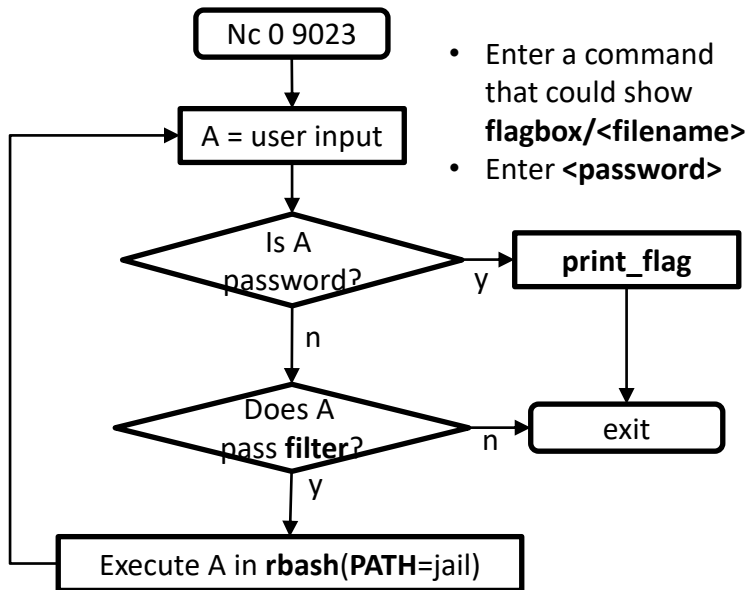 Nc 0 9023
• Enter a command
that could show
flagbox/<filename>
• Enter <password>
A = user input
Is A
password?
y
print_flag
n
Does A
pass filter?
n
exit
y
Execute A in rbash(PATH=jail)